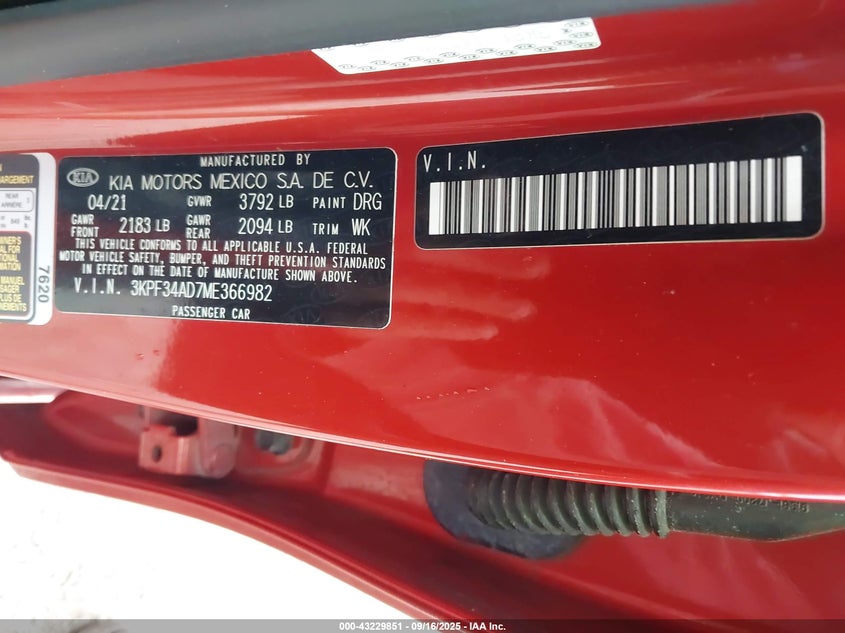 MANUFACTURED BY
KIA KIA MOTORS MEXICO S.A. DE C.V.
04/21 GVWR 3792 LB PAINT DRG
GAWR FRONT 2183 LB GAWR REAR 2094 LB TRIM WK
THIS VEHICLE CONFORMS TO ALL APPLICABLE U.S.A. FEDERAL
MOTOR VEHICLE SAFETY, BUMPER, AND THEFT PREVENTION STANDARDS
IN EFFECT ON THE DATE OF MANUFACTURE SHOWN ABOVE.
V.I.N. 3KPF34AD7ME366982
PASSENGER CAR
V.I.N.
REAR
ARRIÈRE
3
7620
000-43229851 - 09/16/2025 - IAA Inc.